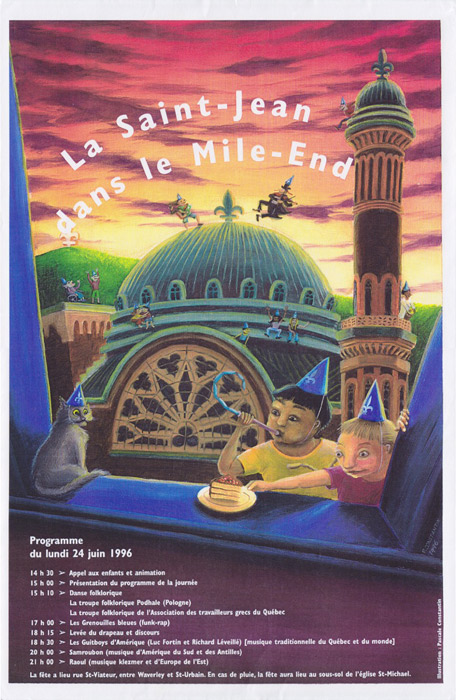 La Saint-Jean
dans le Mile-End
Programme
du lundi 24 juin 1996
14 h 30 ➢ Appel aux enfants et animation
15 h 00 ➢ Présentation du programme de la journée
15 h 10 ➢ Danse folklorique
La troupe folklorique Podhale (Pologne)
La troupe folklorique de l'Association des travailleurs grecs du Québec
17 h 00 ➢ Les Grenouilles bleues (funk-rap)
18 h 15 ➢ Levée du drapeau et discours
18 h 30 ➢ Les Guitboys d'Amérique (Luc Fortin et Richard Léveillé) [musique traditionnelle du Québec et du monde]
20 h 00 ➢ Samroubon (musique d'Amérique du Sud et des Antilles)
21 h 00 ➢ Raoul (musique klezmer et d'Europe de l'Est)
La fête a lieu rue St-Viateur, entre Waverley et St-Urbain. En cas de pluie, la fête aura lieu au sous-sol de l'église St-Michael.
Illustration : Pascale Constantin